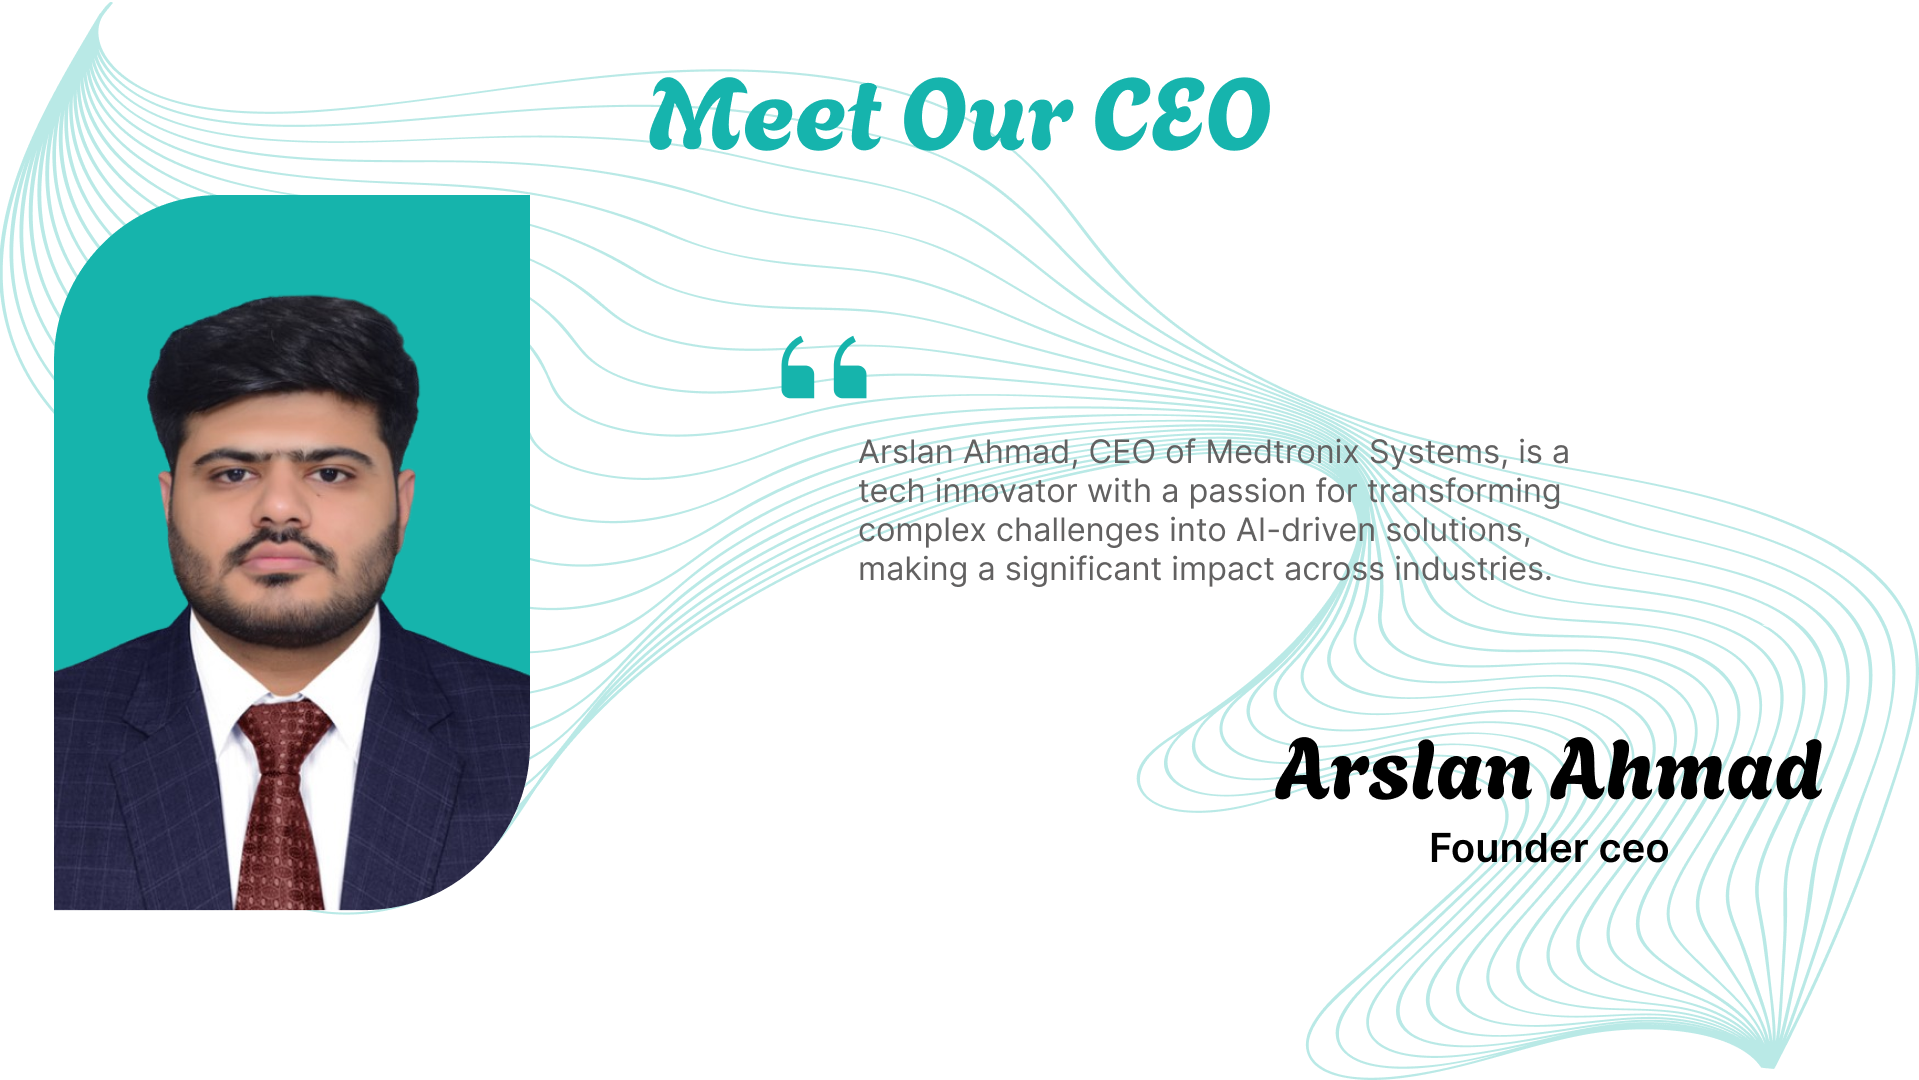 Meet Our CEO
“
Arslan Ahmad, CEO of Medtronix Systems, is a
tech innovator with a passion for transforming
complex challenges into AI-driven solutions,
making a significant impact across industries.
Arslan Ahmad
Founder ceo